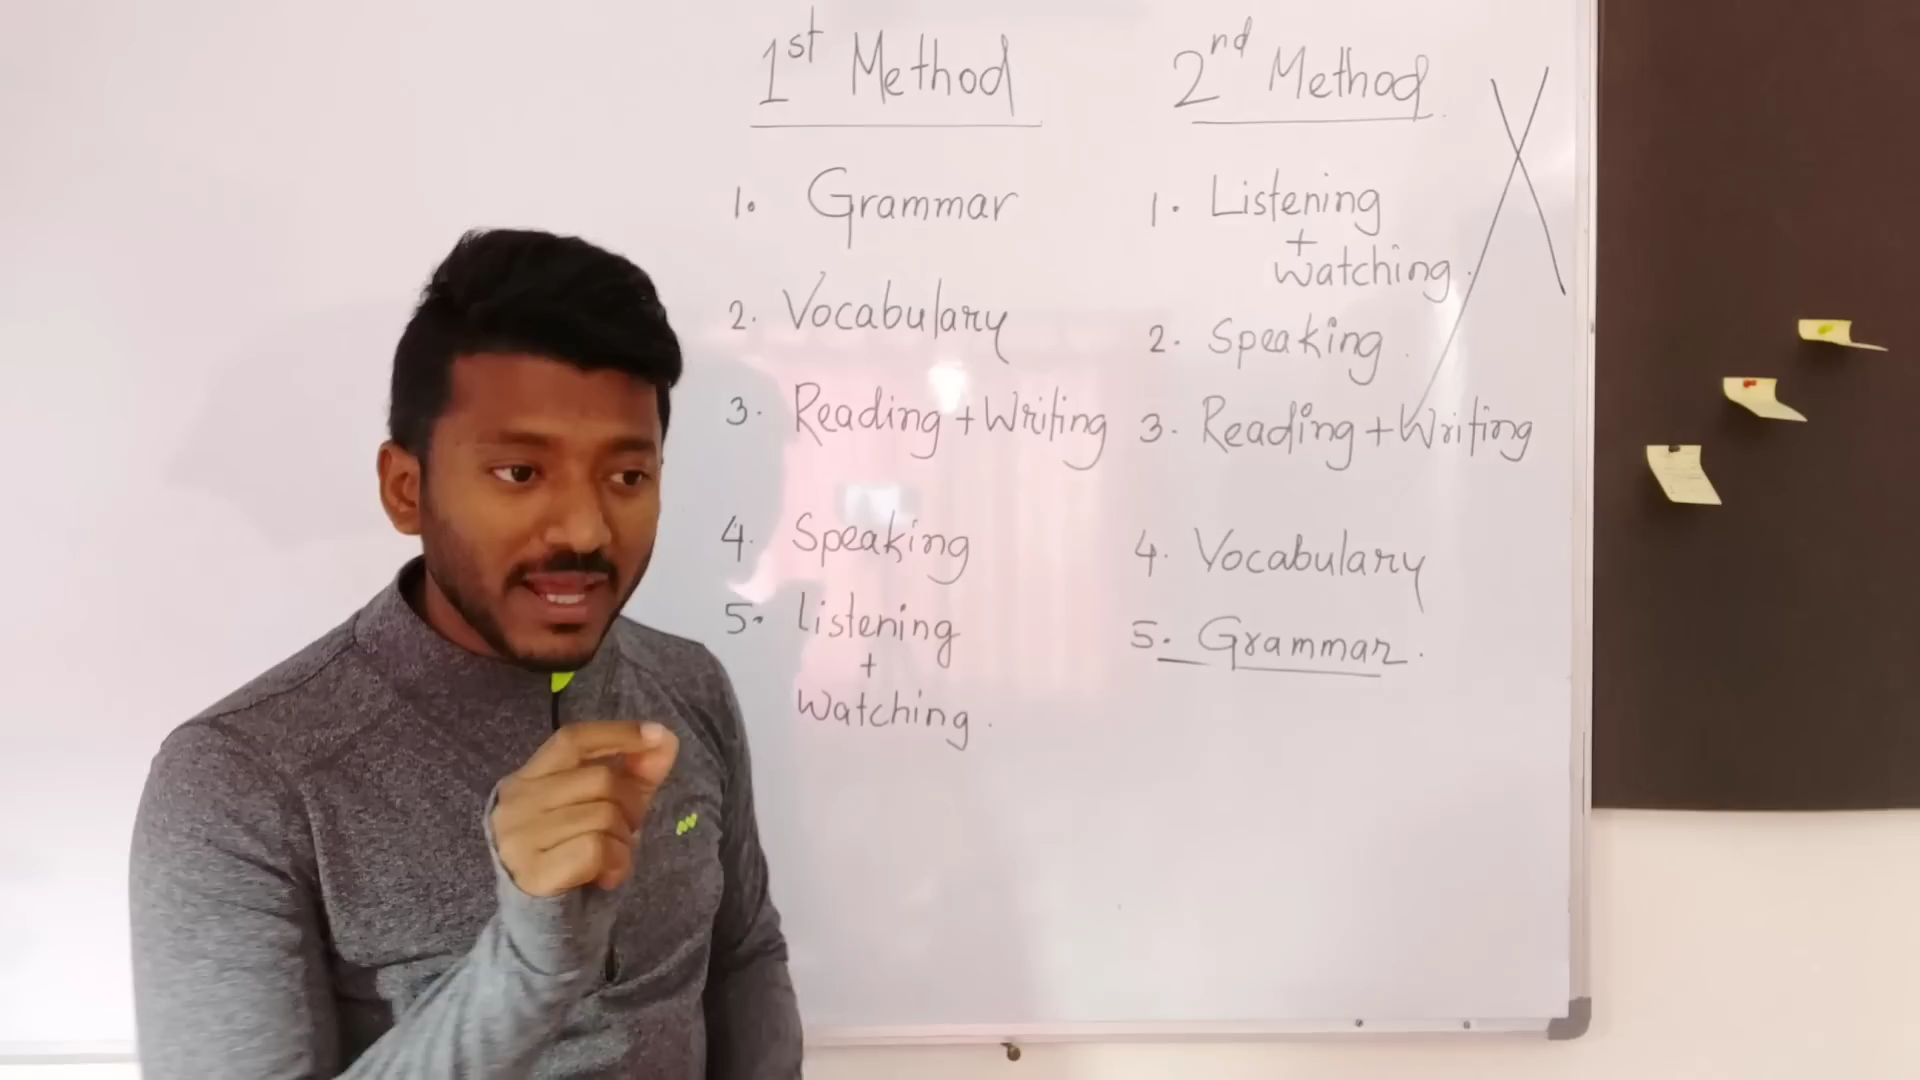 1st Method
1. Grammar
2. Vocabulary
3. Reading + Writing
4. Speaking
5. Listening
+
Watching.
2nd Method.
1. Listening
+
Watching.
2. Speaking.
3. Reading + Writing
4. Vocabulary
5. Grammar.